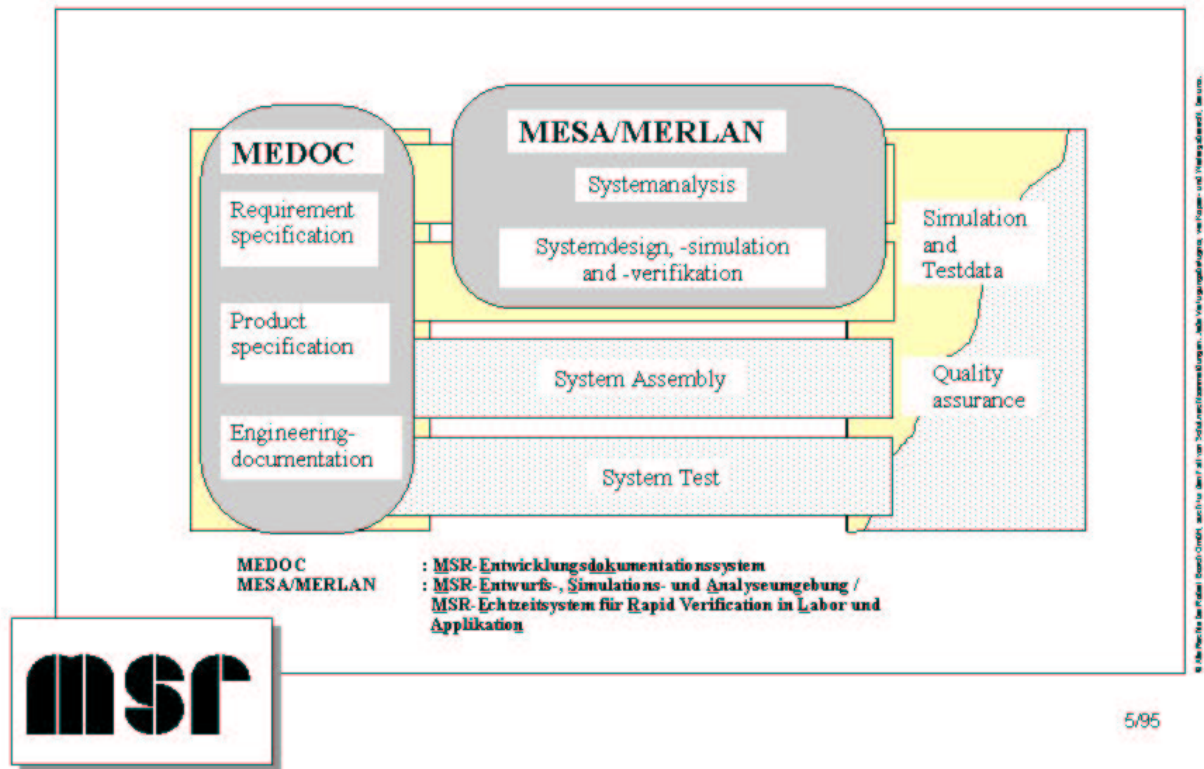 MEDOC
Requirement
specification
Product
specification
Engineering-
documentation
MESA/MERLAN
Systemanalysis
Systemdesign, -simulation
and -verifikation
System Assembly
System Test
Simulation
and
Testdata
Quality
assurance
MEDOC : MSR-Entwicklungsdokumentationssystem
MESA/MERLAN : MSR-Entwurfs-, Simulations- und Analyseumgebung /
MSR-Echtzeitsystem für Rapid Verification in Labor und
Applikation
msr
5/95